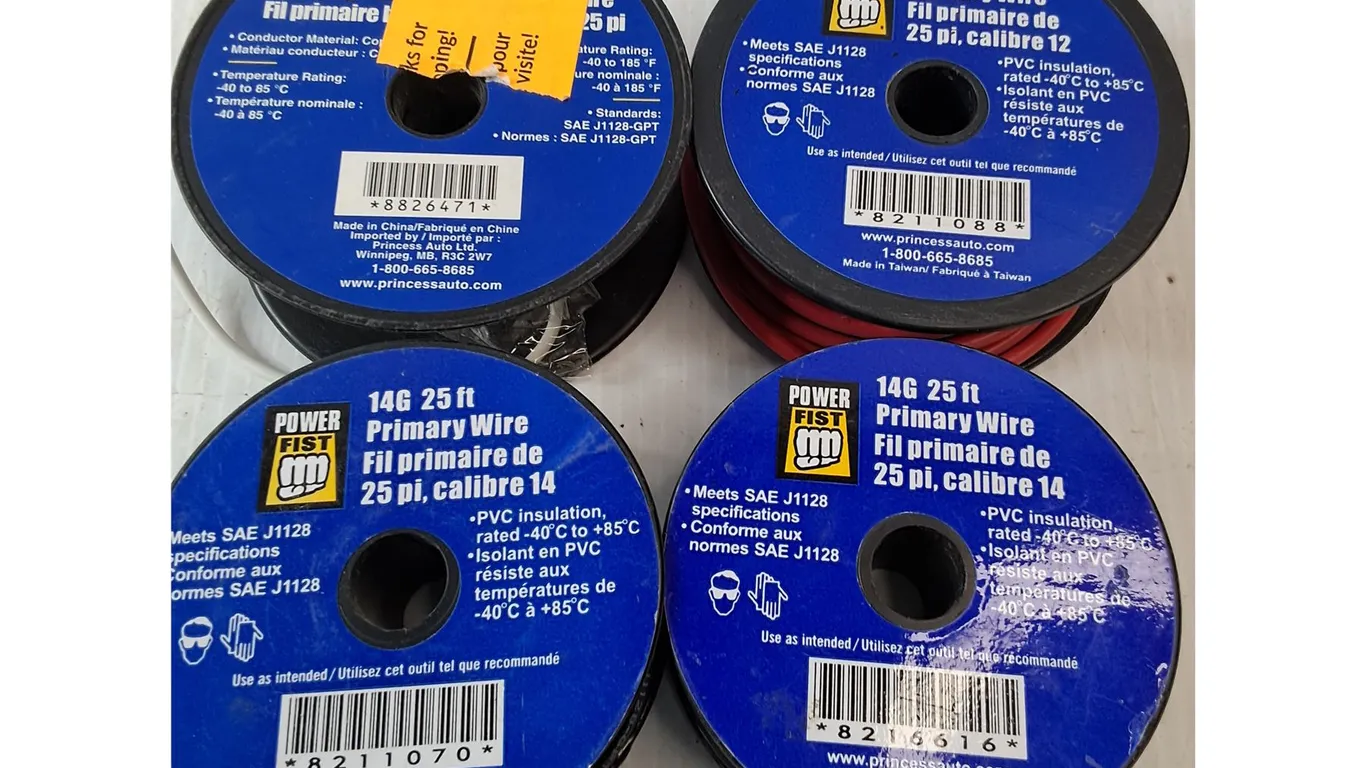 Fil primaire
25 pi
• Conductor Material:
• Matériau conducteur :
• Temperature Rating:
-40 to 85 °C
• Température nominale :
-40 à 85 °C
for
pour
visite!
Rating:
-40 to 185 °F
nominale :
-40 à 185 °F
• Standards:
SAE J1128-GPT
• Normes : SAE J1128-GPT
*8826471*
Made in China/Fabriqué en Chine
Imported by / Importé par :
Princess Auto Ltd.
Winnipeg, MB, R3C 2W7
1-800-665-8685
www.princessauto.com
FIST
Wire
Fil primaire de
25 pi, calibre 12
•Meets SAE J1128
specifications
•Conforme aux
normes SAE J1128
•PVC insulation,
rated -40°C to +85°C
•Isolant en PVC
résiste aux
températures de
-40°C à +85°C
Use as intended/Utilisez cet outil tel que recommandé
*8211088*
www.princessauto.com
1-800-665-8685
Made in Taiwan/ Fabriqué à Taiwan
POWER
FIST
14G 25 ft
Primary Wire
Fil primaire de
25 pi, calibre 14
Meets SAE J1128
specifications
Conforme aux
normes SAE J1128
•PVC insulation,
rated -40°C to +85°C
•Isolant en PVC
résiste aux
températures de
-40°C à +85°C
Use as intended/Utilisez cet outil tel que recommandé
*8211070*
POWER
FIST
14G 25 ft
Primary Wire
Fil primaire de
25 pi, calibre 14
•Meets SAE J1128
specifications
•Conforme aux
normes SAE J1128
•PVC insulation,
rated -40°C to +85°C
•Isolant en PVC
résiste aux
températures de
-40°C à +85°C
Use as intended/Utilisez cet outil tel que recommandé
*8216616*
www.princessauto.com